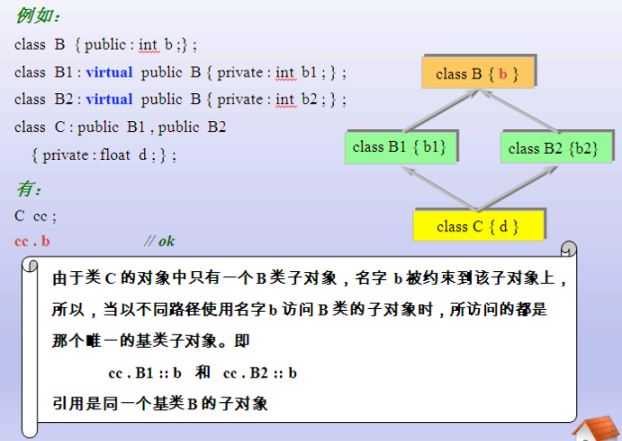 例如：
class B { public : int b ;} ;
class B1 : virtual public B { private : int b1 ; } ;
class B2 : virtual public B { private : int b2 ; } ;
class C : public B1 , public B2
{ private : float d ; } ;
有：
C cc ;
cc . b // ok
class B { b }
class B1 { b1}
class B2 {b2}
class C { d }
由于类 C 的对象中只有一个 B 类子对象，名字 b 被约束到该子对象上，
所以，当以不同路径使用名字 b 访问 B 类的子对象时，所访问的都是
那个唯一的基类子对象。即
cc . B1 :: b 和 cc . B2 :: b
引用是同一个基类 B 的子对象